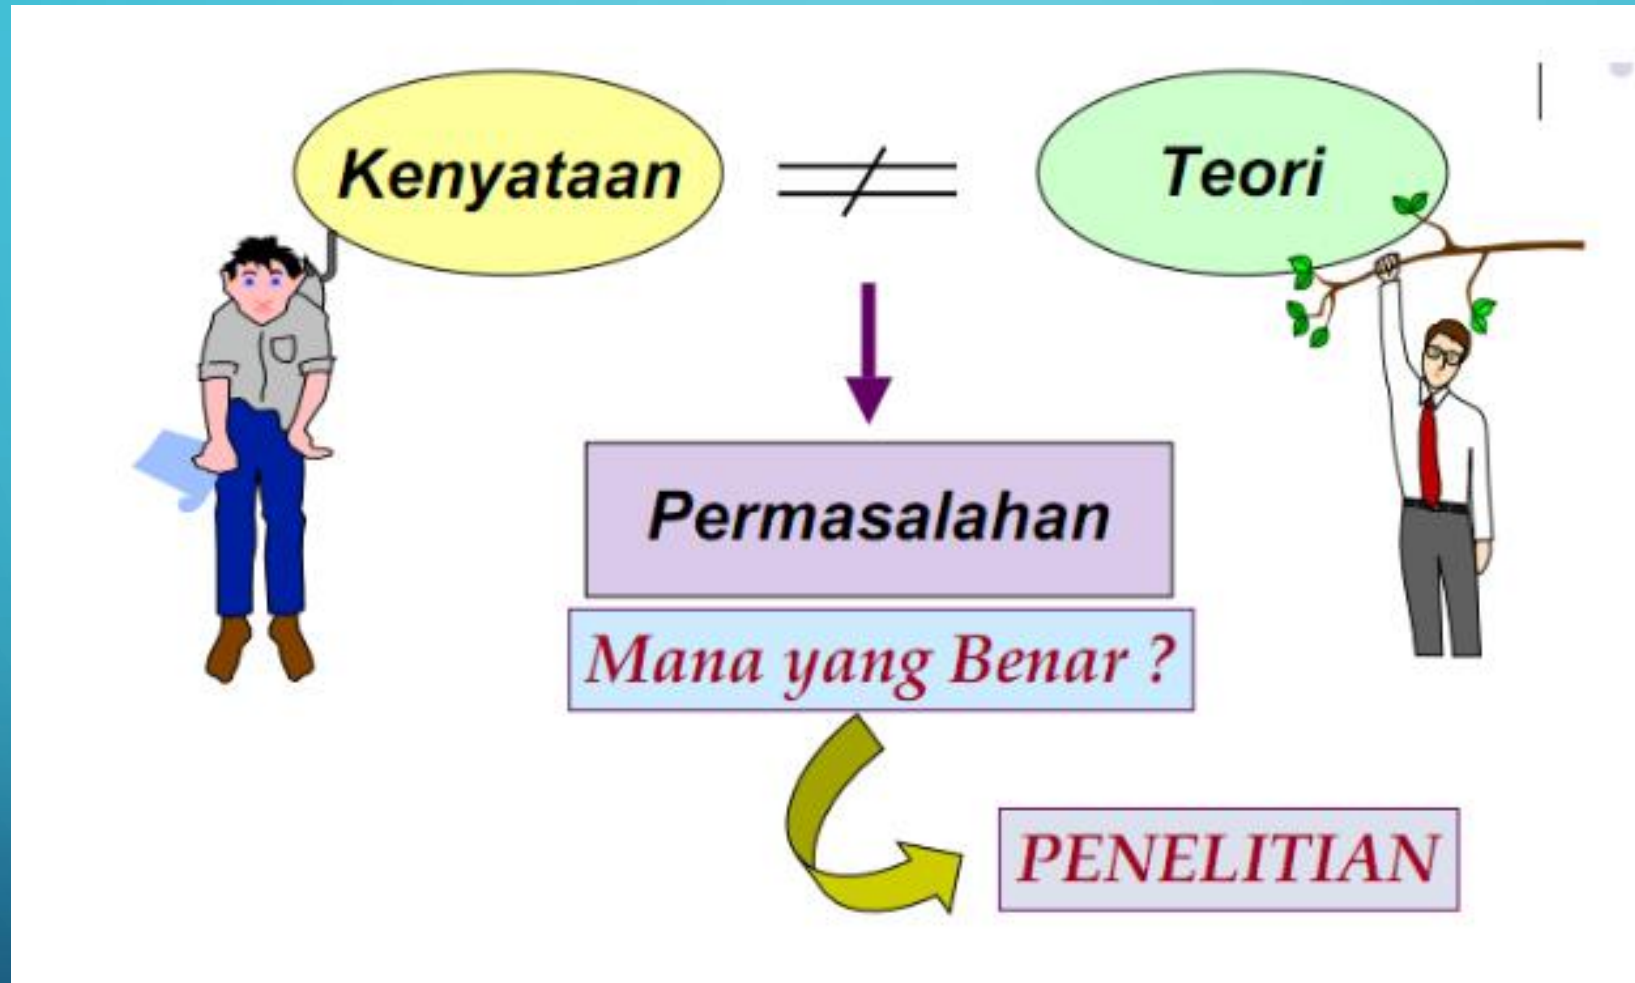 Kenyataan
Teori
Permasalahan
Mana yang Benar ?
PENELITIAN